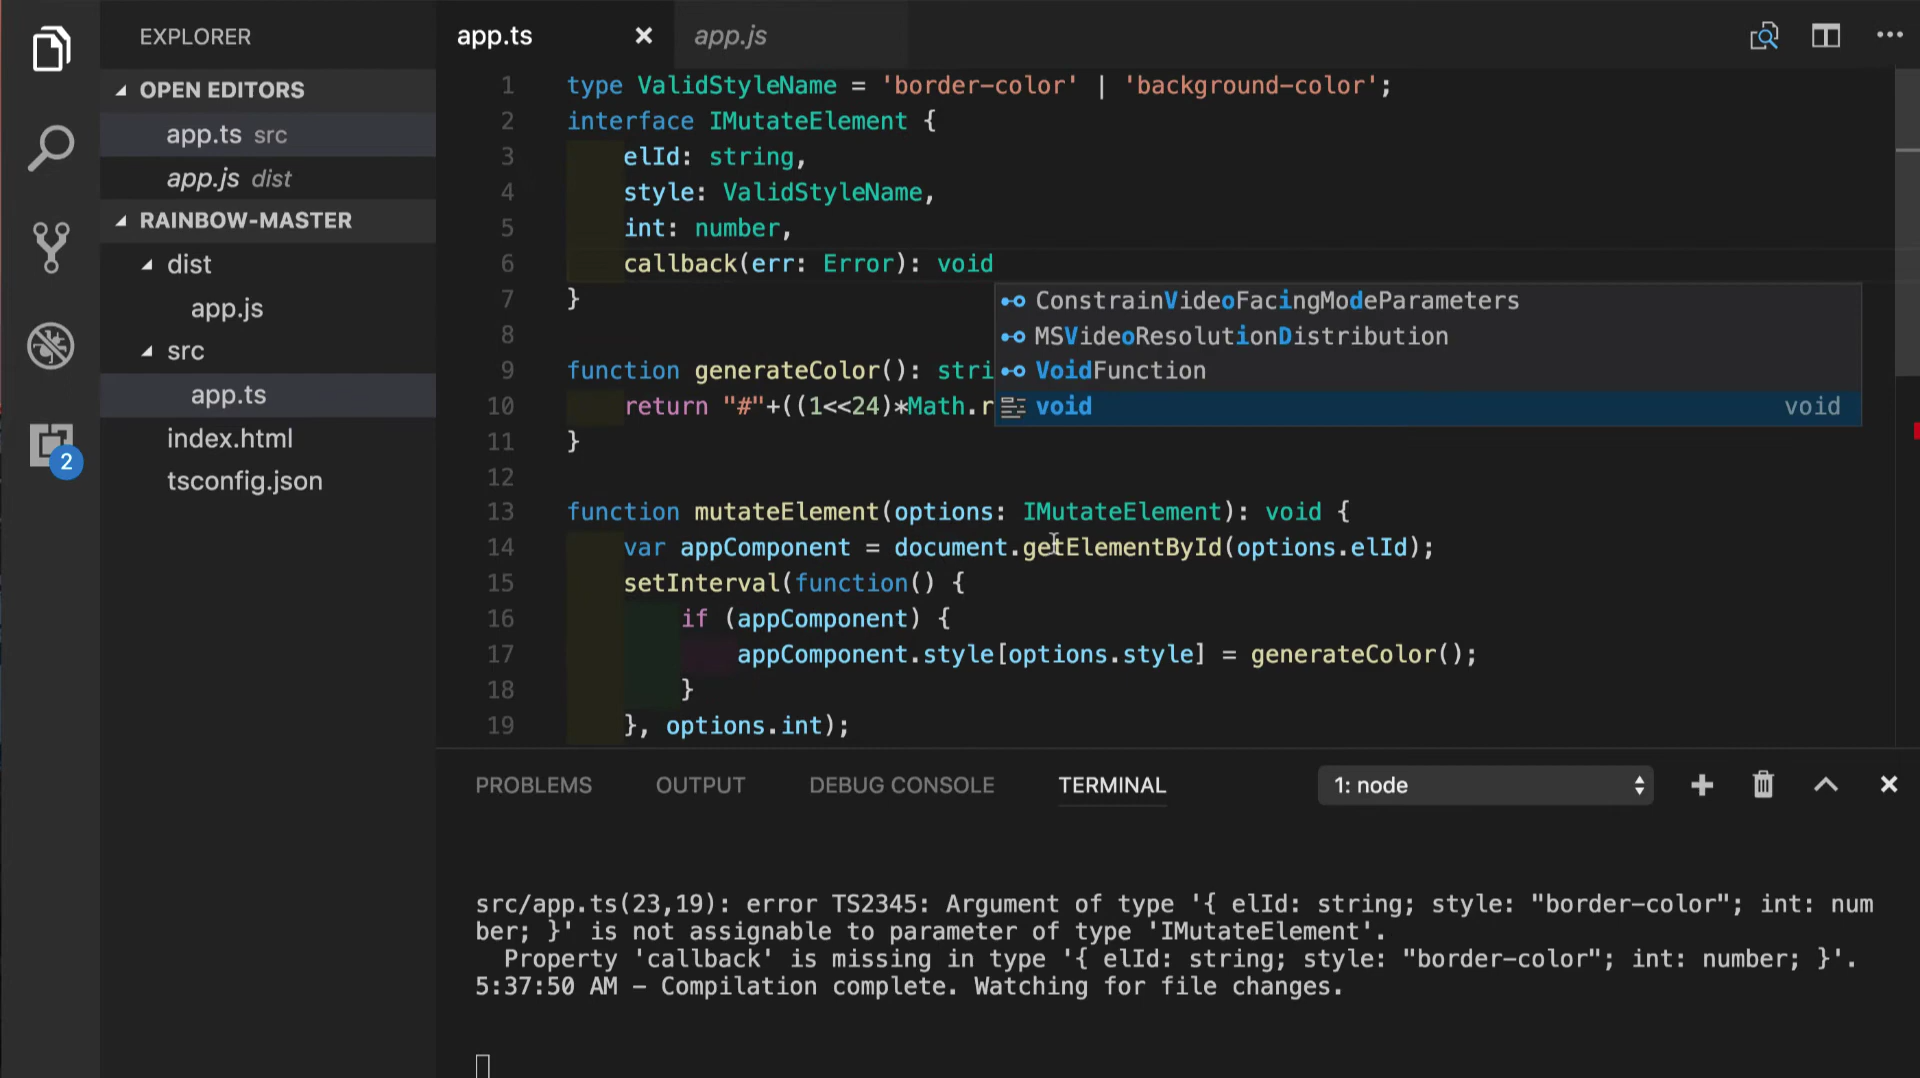 EXPLORER
OPEN EDITORS
app.ts src
app.js dist
RAINBOW-MASTER
dist
app.js
src
app.ts
index.html
tsconfig.json
2
app.ts
app.js
1 type ValidStyleName = 'border-color' | 'background-color';
2 interface IMutateElement {
3 elId: string,
4 style: ValidStyleName,
5 int: number,
6 callback(err: Error): void
7 }
8
9 function generateColor(): stri
10 return "#"+((1<<24)*Math.r
11 }
12
13 function mutateElement(options: IMutateElement): void {
14 var appComponent = document.getElementById(options.elId);
15 setInterval(function() {
16 if (appComponent) {
17 appComponent.style[options.style] = generateColor();
18 }
19 }, options.int);
ConstrainVideoFacingModeParameters
MSVideoResolutionDistribution
VoidFunction
void void
PROBLEMS OUTPUT DEBUG CONSOLE TERMINAL 1: node
src/app.ts(23,19): error TS2345: Argument of type '{ elId: string; style: "border-color"; int: num
ber; }' is not assignable to parameter of type 'IMutateElement'.
Property 'callback' is missing in type '{ elId: string; style: "border-color"; int: number; }'.
5:37:50 AM - Compilation complete. Watching for file changes.